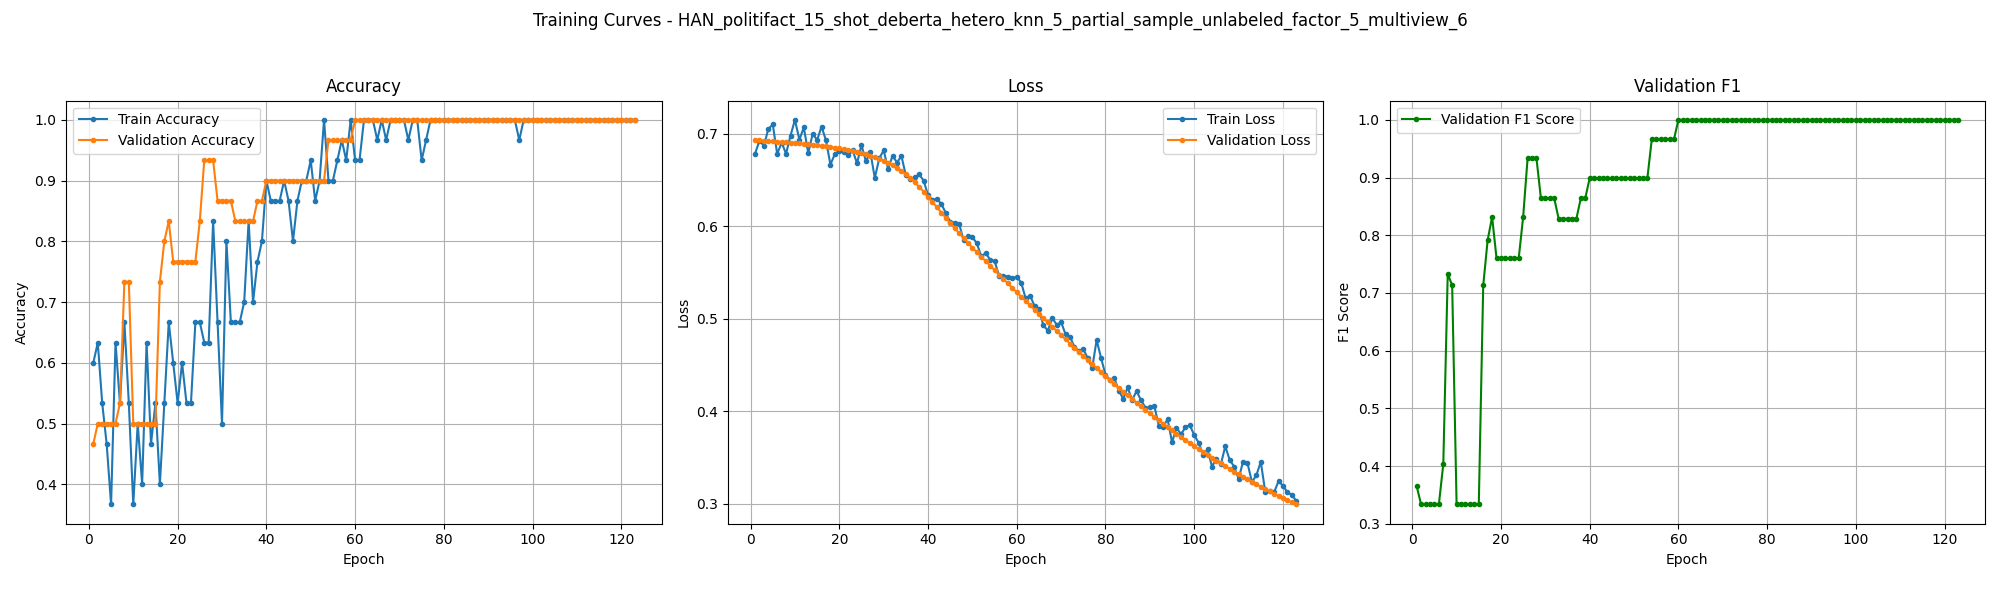 Training Curves - HAN_politifact_15_shot_deberta_hetero_knn_5_partial_sample_unlabeled_factor_5_multiview_6
Accuracy
Train Accuracy
Validation Accuracy
1.0
0.9
0.8
0.7
0.6
0.5
0.4
Accuracy
0 20 40 60 80 100 120
Epoch
Loss
Train Loss
Validation Loss
0.7
0.6
0.5
0.4
0.3
Loss
0 20 40 60 80 100 120
Epoch
Validation F1
Validation F1 Score
1.0
0.9
0.8
0.7
0.6
0.5
0.4
0.3
F1 Score
0 20 40 60 80 100 120
Epoch